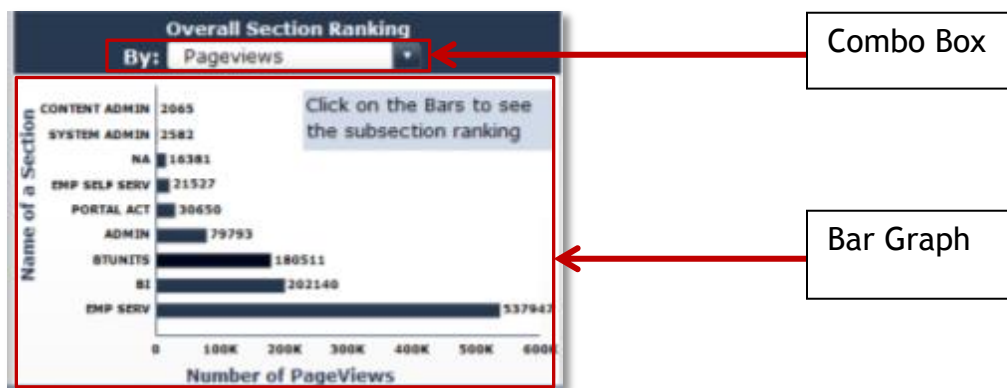 Overall Section Ranking
By: Pageviews
Combo Box
Click on the Bars to see
the subsection ranking
Name of a Section
CONTENT ADMIN 2065
SYSTEM ADMIN 2582
NA 16381
EMP SELF SERV 21527
PORTAL ACT 30650
ADMIN 79793
BTUNITS 180511
BI 202140
EMP SERV 537947
Bar Graph
0 100K 200K 300K 400K 500K 600K
Number of PageViews